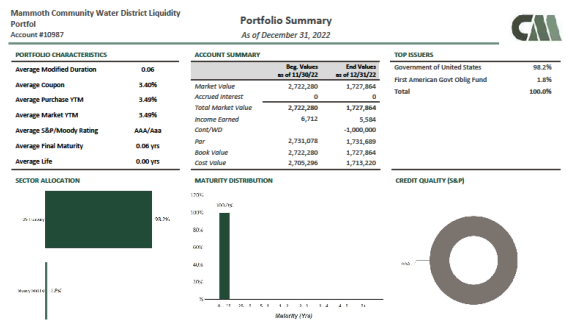 Mammoth Community Water District Liquidity
Portfol
Account #10987
Portfolio Summary
As of December 31, 2022
CM
PORTFOLIO CHARACTERISTICS
Average Modified Duration 0.06
Average Coupon 3.40%
Average Purchase YTM 3.49%
Average Market YTM 3.49%
Average S&P/Moody Rating AAA/Aaa
Average Final Maturity 0.06 yrs
Average Life 0.00 yrs
ACCOUNT SUMMARY
Beg. Values End Values
as of 11/30/22 as of 12/31/22
Market Value 2,722,280 1,727,864
Accrued Interest 0 0
Total Market Value 2,722,280 1,727,864
Income Earned 6,712 5,584
Cont/WD -1,000,000
Par 2,731,078 1,731,689
Book Value 2,722,280 1,727,864
Cost Value 2,705,296 1,713,220
TOP ISSUERS
Government of United States 98.2%
First American Govt Oblig Fund 1.8%
Total 100.0%
SECTOR ALLOCATION
98.2%
1.8%
MATURITY DISTRIBUTION
120%
100%
80%
60%
40%
20%
100.0%
Maturity (Yrs)
CREDIT QUALITY (S&P)
AAA